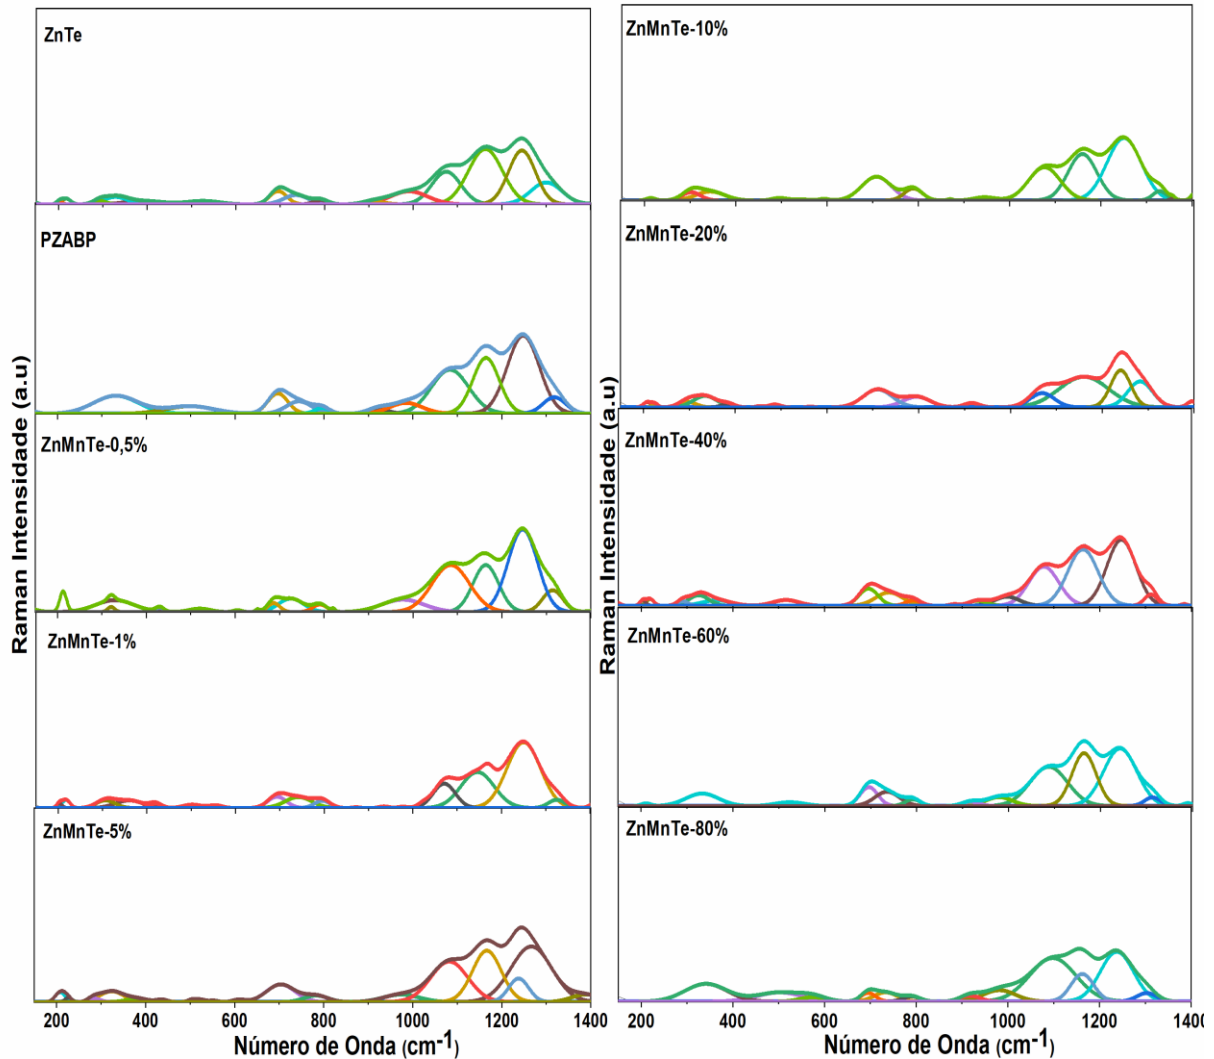 ZnTe
PZABP
ZnMnTe-0,5%
ZnMnTe-1%
ZnMnTe-5%
Raman Intensidade (a.u)
200 400 600 800 1000 1200 1400
Número de Onda (cm-1)
ZnMnTe-10%
ZnMnTe-20%
ZnMnTe-40%
ZnMnTe-60%
ZnMnTe-80%
Raman Intensidade (a.u)
200 400 600 800 1000 1200 1400
Número de Onda (cm-1)